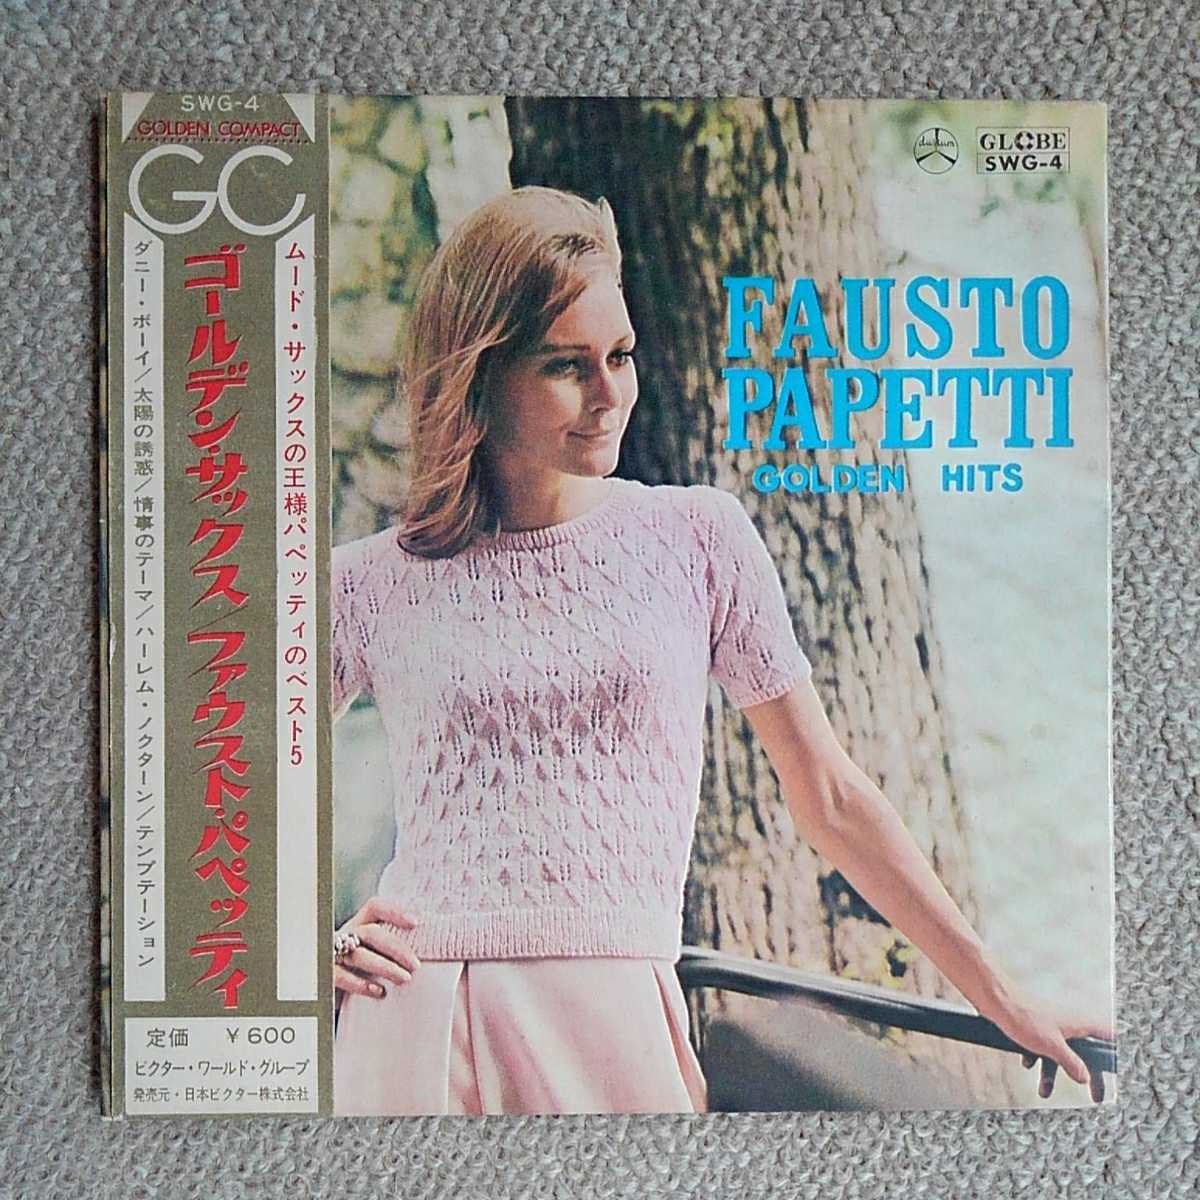 SWG-4
GOLDEN COMPACT
GC
ムード・サックスの王様パペッティのベスト5
ゴールデン・サックス/ファウスト・パペッティ
ダニー・ボーイ/太陽の誘惑/情事のテーマ/ハーレム・ノクターン/テンプテーション
定価 ￥600
ビクター・ワールド・グループ
発売元・日本ビクター株式会社
durium
GLOBE
SWG-4
FAUSTO
PAPETTI
GOLDEN HITS